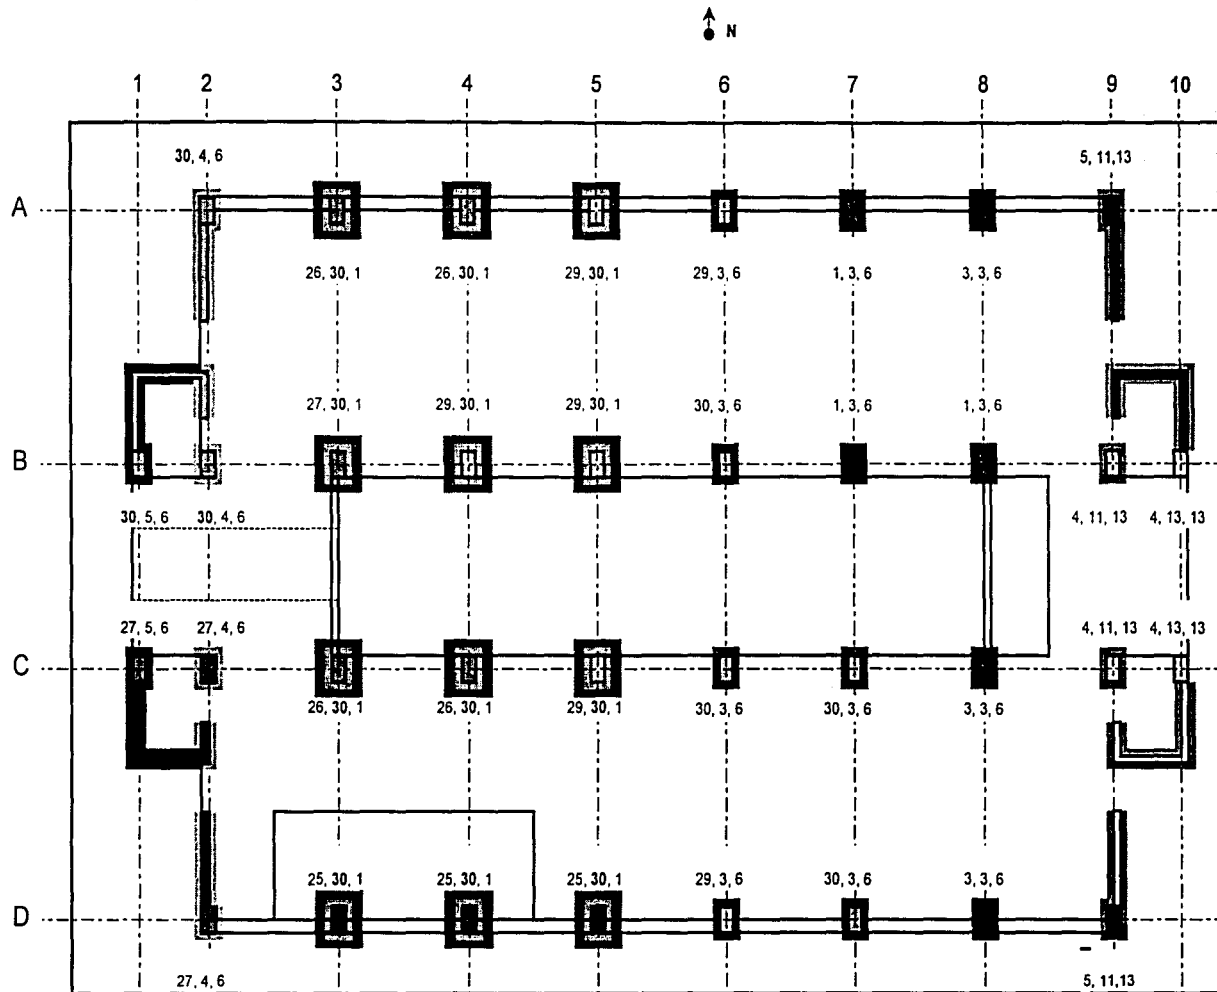 N
1 2 3 4 5 6 7 8 9 10
30, 4, 6 5, 11,13
A
26, 30, 1 26, 30, 1 29, 30, 1 29, 3, 6 1, 3, 6 3, 3, 6
27, 30, 1 29, 30, 1 29, 30, 1 30, 3, 6 1, 3, 6 1, 3, 6
B
30, 5, 6 30, 4, 6 4, 11, 13 4, 13, 13
27, 5, 6 27, 4, 6 4, 11, 13 4, 13, 13
C
26, 30, 1 26, 30, 1 29, 30, 1 30, 3, 6 30, 3, 6 3, 3, 6
25, 30, 1 25, 30, 1 25, 30, 1 29, 3, 6 30, 3, 6 3, 3, 6
D
27, 4, 6 5, 11,13